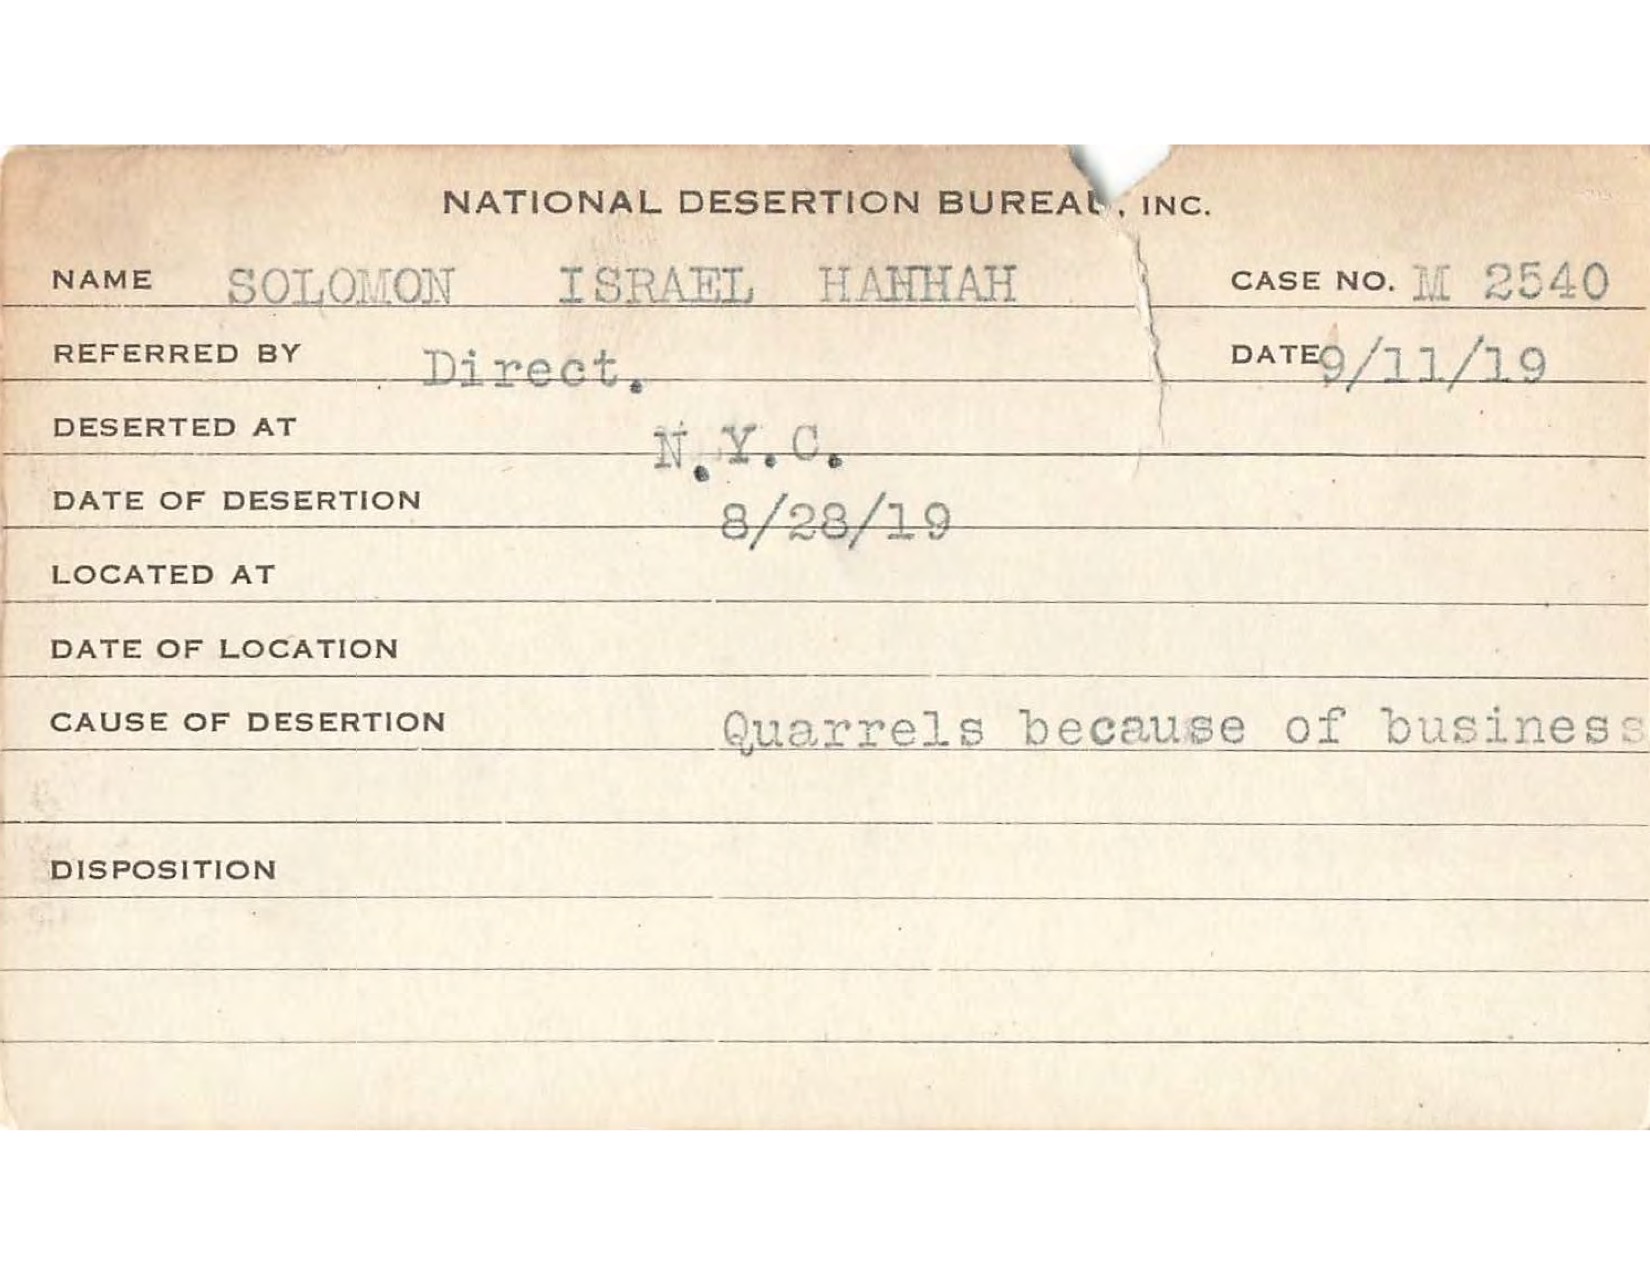 NATIONAL DESERTION BUREAU, INC.
NAME SOLOMON ISRAEL HAHHAH CASE NO. M 2540
REFERRED BY Direct. DATE 9/11/19
DESERTED AT N.Y.C.
DATE OF DESERTION 8/28/19
LOCATED AT
DATE OF LOCATION
CAUSE OF DESERTION Quarrels because of business
DISPOSITION